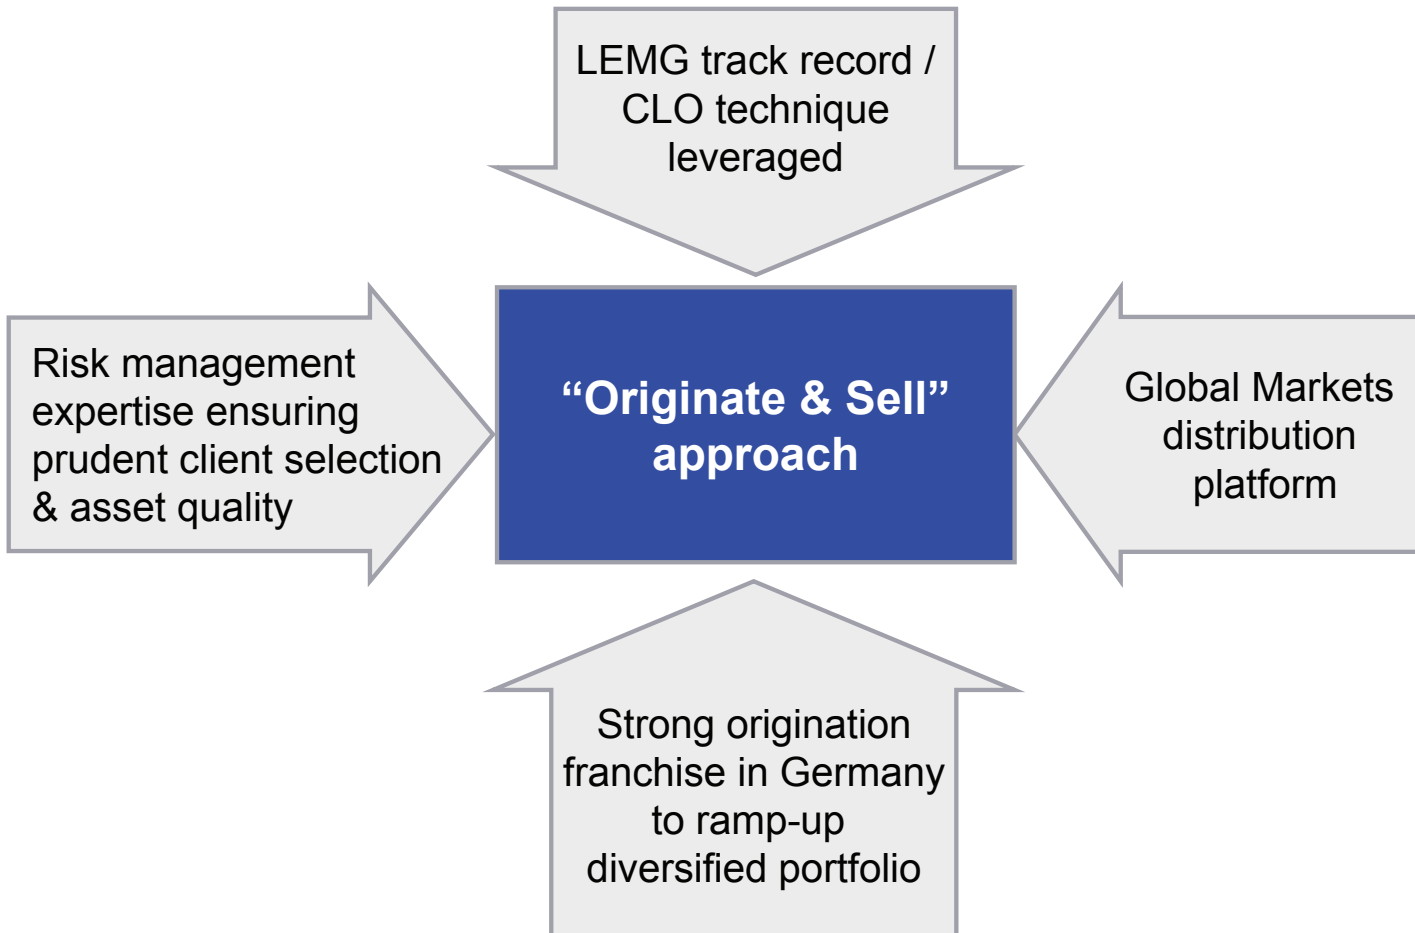 LEMG track record /
CLO technique
leveraged
Risk management
expertise ensuring
prudent client selection
& asset quality
“Originate & Sell”
approach
Global Markets
distribution
platform
Strong origination
franchise in Germany
to ramp-up
diversified portfolio